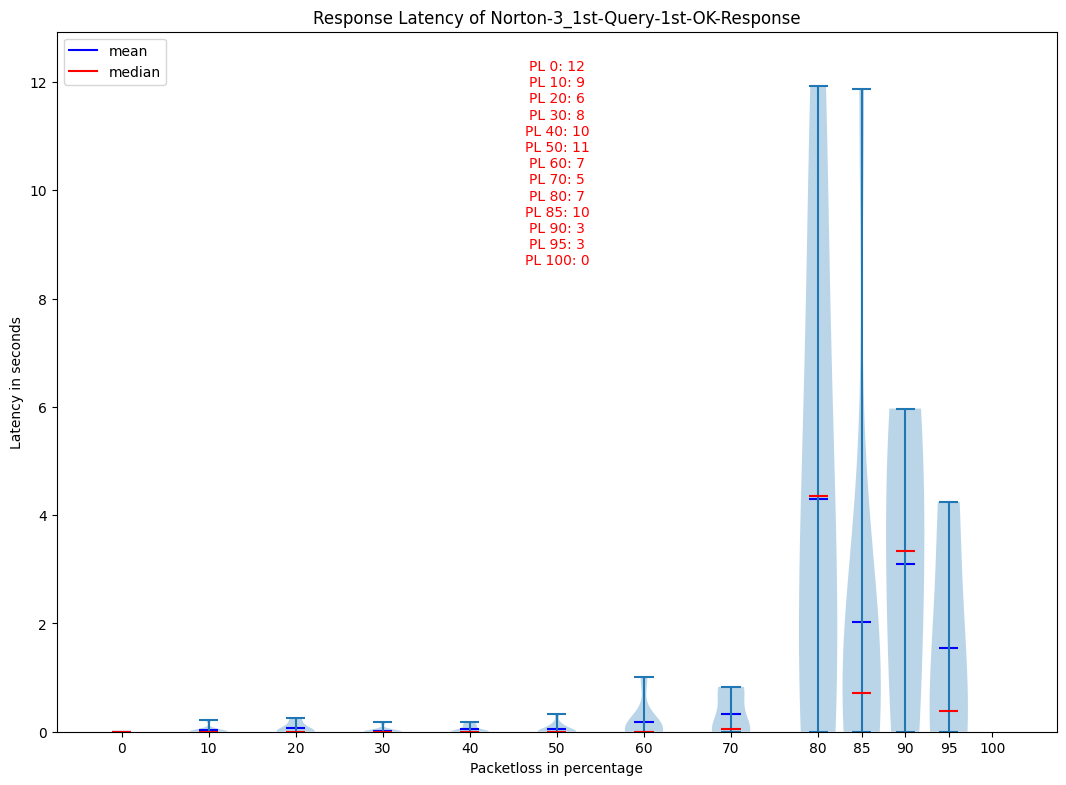 Response Latency of Norton-3_1st-Query-1st-OK-Response
mean
median
PL 0: 12
PL 10: 9
PL 20: 6
PL 30: 8
PL 40: 10
PL 50: 11
PL 60: 7
PL 70: 5
PL 80: 7
PL 85: 10
PL 90: 3
PL 95: 3
PL 100: 0
Latency in seconds
12
10
8
6
4
2
0
0 10 20 30 40 50 60 70 80 85 90 95 100
Packetloss in percentage